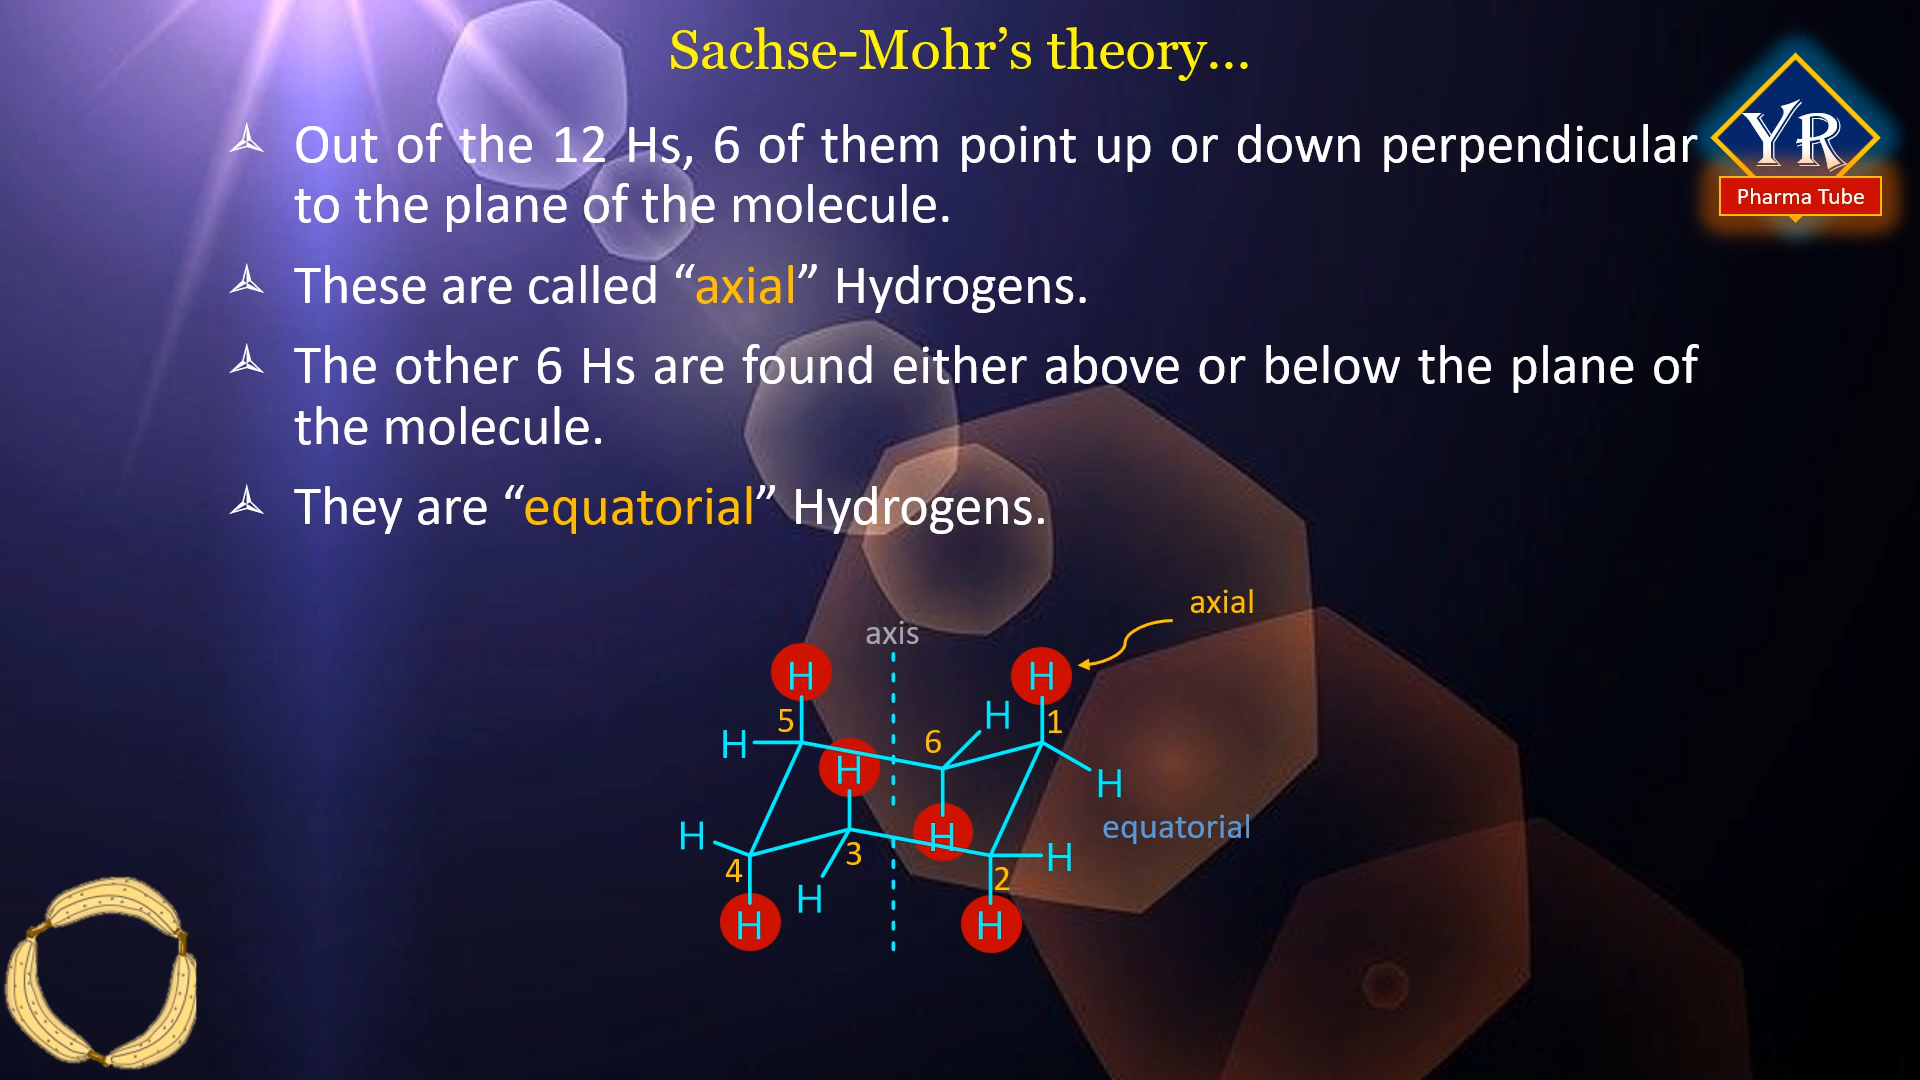 Sachse-Mohr’s theory…
YR
Pharma Tube
Out of the 12 Hs, 6 of them point up or down perpendicular
to the plane of the molecule.
These are called “axial” Hydrogens.
The other 6 Hs are found either above or below the plane of
the molecule.
They are “equatorial” Hydrogens.
axial
axis
H H
5 H 1
H 6
H H
H equatorial
H H
4 3 2
H
H H